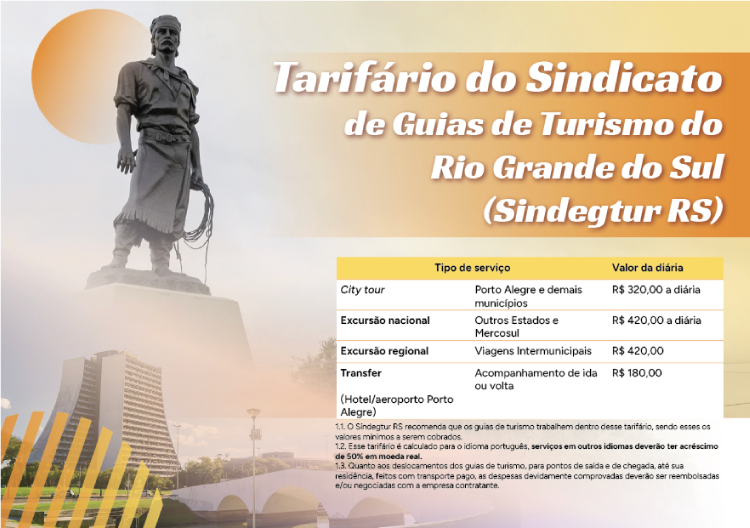 Tarifário do Sindicato
de Guias de Turismo do
Rio Grande do Sul
(Sindegtur RS)
Tipo de serviço Valor da diária
City tour Porto Alegre e demais R$ 320,00 a diária
municípios
Excursão nacional Outros Estados e R$ 420,00 a diária
Mercosul
Excursão regional Viagens Intermunicipais R$ 420,00
Transfer Acompanhamento de ida R$ 180,00
ou volta
(Hotel/aeroporto Porto
Alegre)
1.1. O Sindegtur RS recomenda que os guias de turismo trabalhem dentro desse tarifário, sendo esses os
valores mínimos a serem cobrados.
1.2. Esse tarifário é calculado para o idioma português, serviços em outros idiomas deverão ter acréscimo
de 50% em moeda real.
1.3. Quanto aos deslocamentos dos guias de turismo, para pontos de saída e de chegada, até sua
residência, feitos com transporte pago, as despesas devidamente comprovadas deverão ser reembolsadas
e/ou negociadas com a empresa contratante.